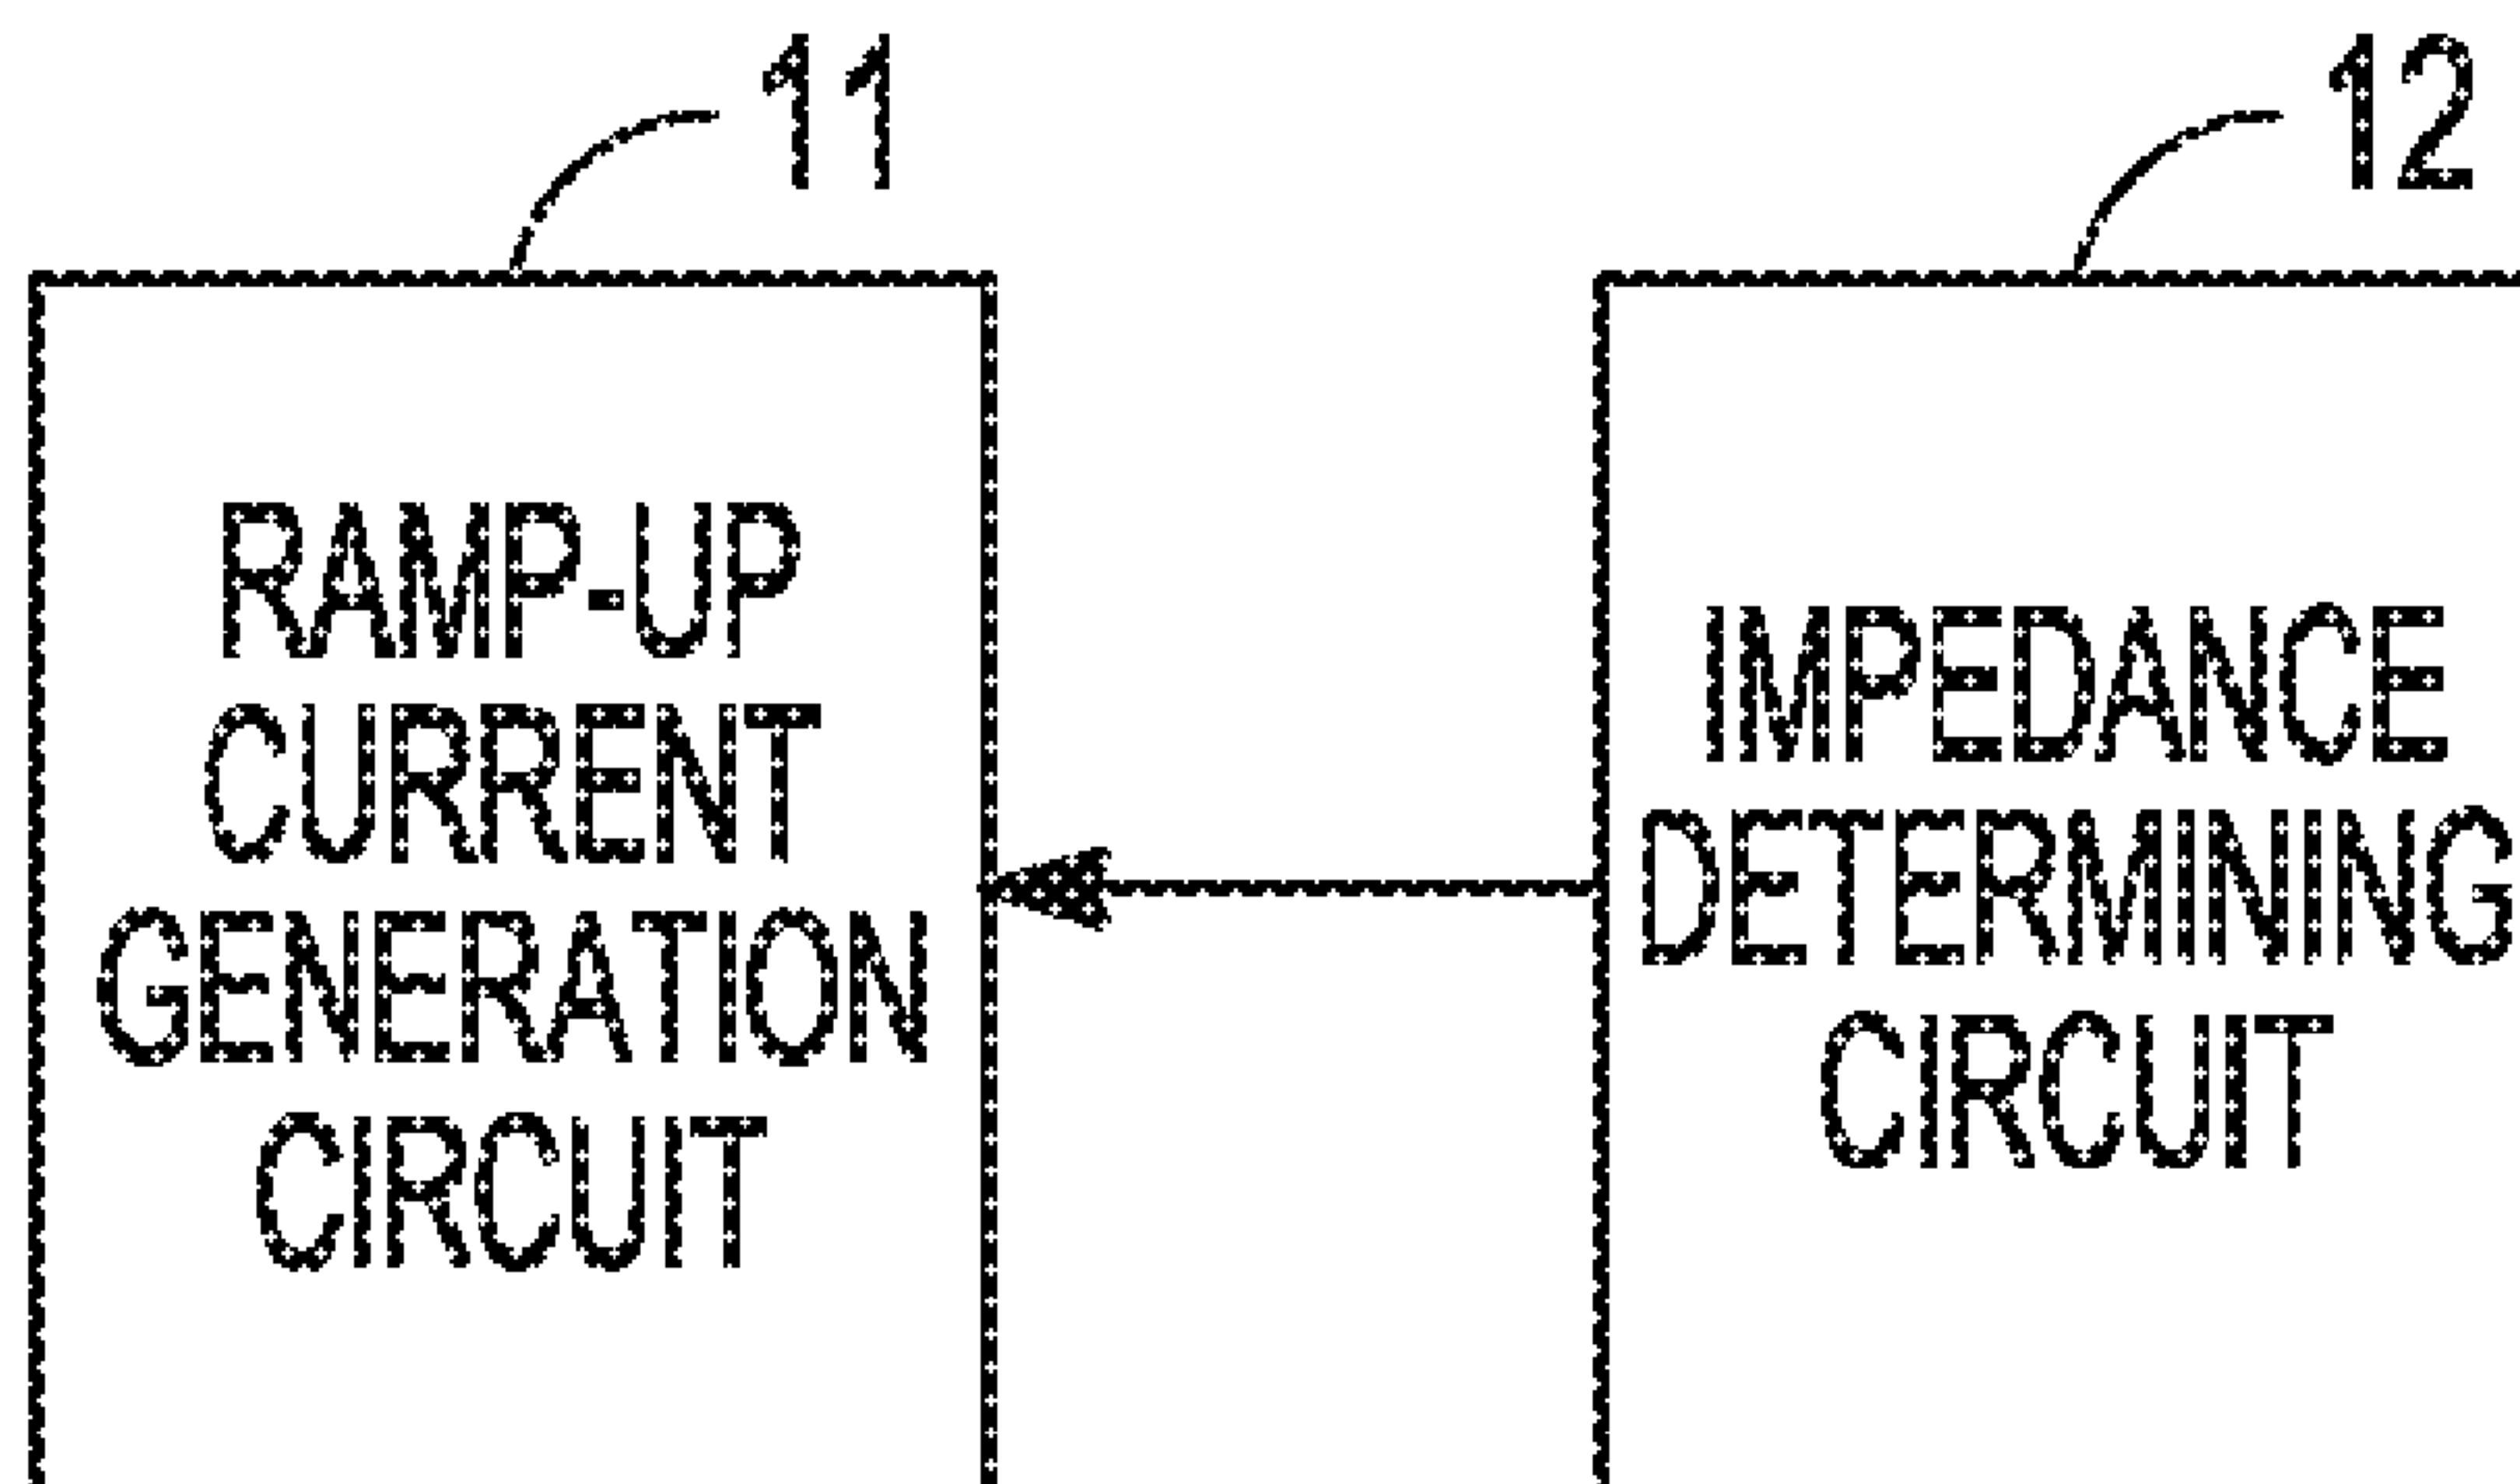 11
12
RAMP-UP
CURRENT
GENERATION
CIRCUIT
IMPEDANCE
DETERMINING
CIRCUIT